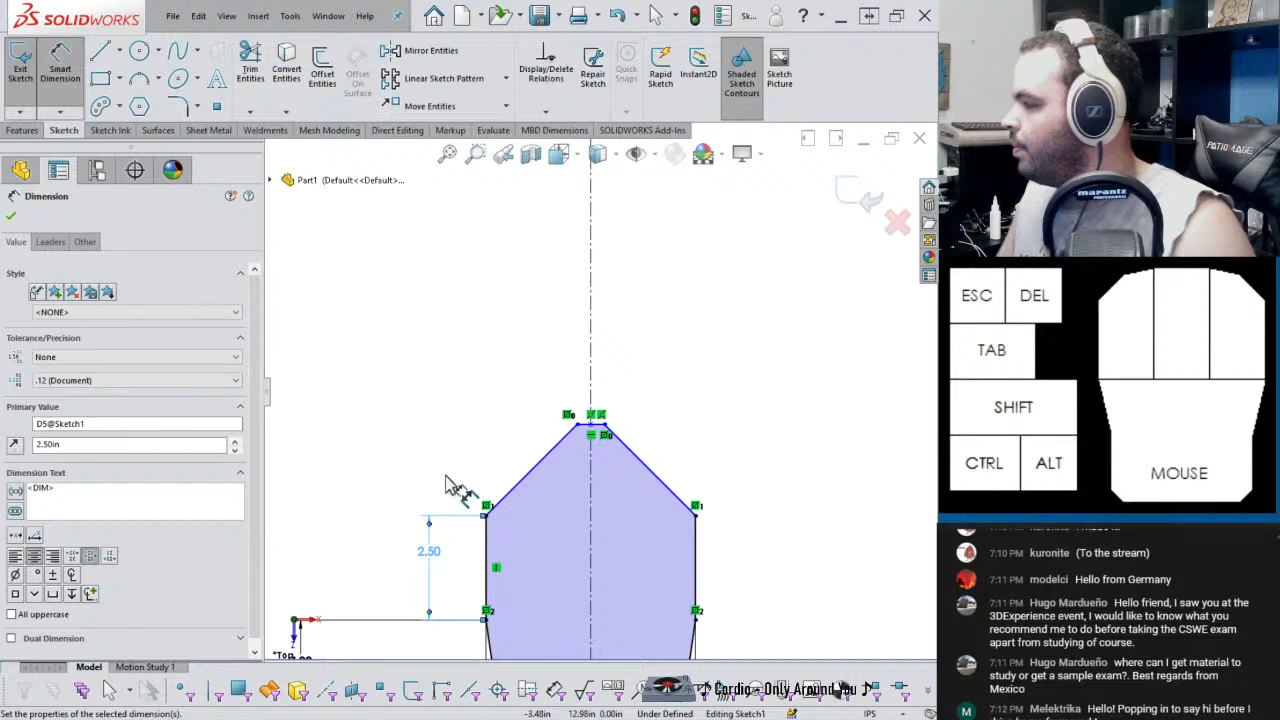 SOLIDWORKS
File
Edit
View
Insert
Tools
Window
Help
Sk...
Exit Sketch
Smart Dimension
Trim Entities
Convert Entities
Offset Entities
Offset On Surface
Mirror Entities
Linear Sketch Pattern
Move Entities
Display/Delete Relations
Repair Sketch
Quick Snaps
Rapid Sketch
Instant2D
Shaded Sketch Contours
Sketch Picture
Features
Sketch
Sketch Ink
Surfaces
Sheet Metal
Weldments
Mesh Modeling
Direct Editing
Markup
Evaluate
MBD Dimensions
SOLIDWORKS Add-Ins
Part1 (Default<<Default>...
Dimension
Value
Leaders
Other
Style
<NONE>
Tolerance/Precision
None
.12 (Document)
Primary Value
D5@Sketch1
2.50in
Dimension Text
<DIM>
All uppercase
Dual Dimension
2.50
Model
Motion Study 1
Cardio - Only Around You
Set the properties of the selected dimension(s).
-3.48in
12.98in
0.00in
Under Defined
Editing Sketch1
IPS
PATIOMAGE
marantz
PROFESSIONAL
ESC
DEL
TAB
SHIFT
CTRL
ALT
MOUSE
7:10 PM kuronite (To the stream)
7:11 PM modelci Hello from Germany
7:11 PM Hugo Mardueño Hello friend, I saw you at the
3DExperience event, I would like to know what you
recommend me to do before taking the CSWE exam
apart from studying of course.
7:11 PM Hugo Mardueño where can I get material to
study or get a sample exam?. Best regards from
Mexico
7:12 PM Melektrika Hello! Popping in to say hi before I